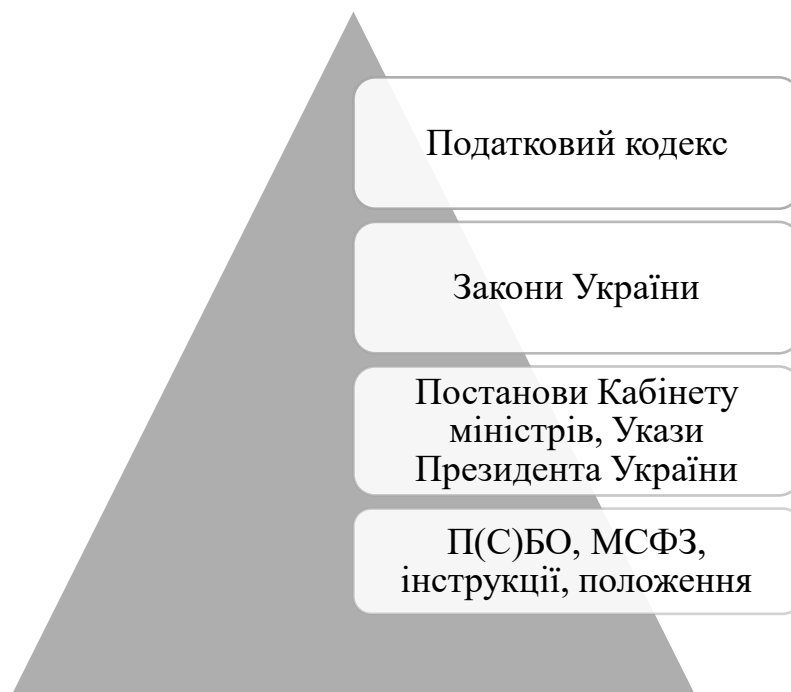 Податковий кодекс
Закони України
Постанови Кабінету
міністрів, Укази
Президента України
П(С)БО, МСФЗ,
інструкції, положення